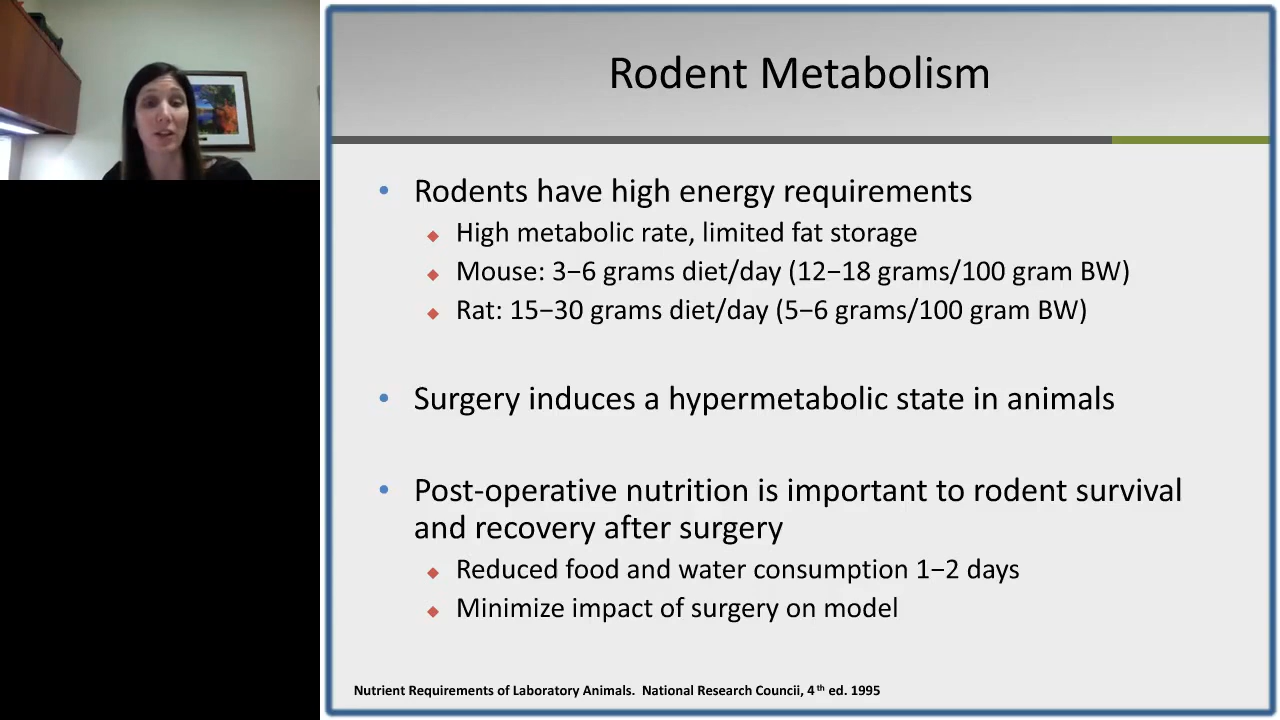 Rodent Metabolism
• Rodents have high energy requirements
◆ High metabolic rate, limited fat storage
◆ Mouse: 3−6 grams diet/day (12−18 grams/100 gram BW)
◆ Rat: 15−30 grams diet/day (5−6 grams/100 gram BW)
• Surgery induces a hypermetabolic state in animals
• Post-operative nutrition is important to rodent survival
and recovery after surgery
◆ Reduced food and water consumption 1−2 days
◆ Minimize impact of surgery on model
Nutrient Requirements of Laboratory Animals. National Research Council, 4th ed. 1995